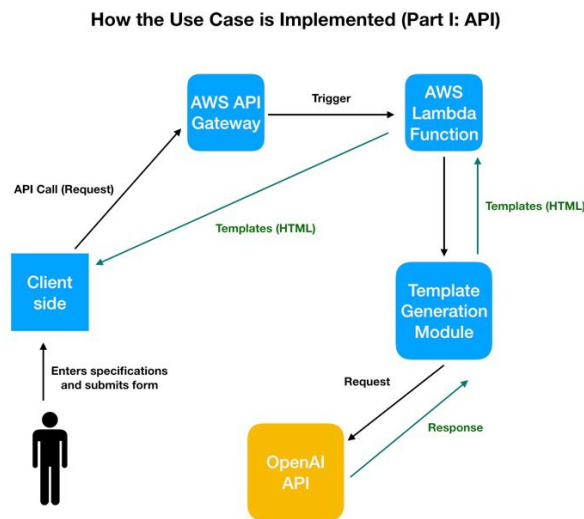 How the Use Case is Implemented (Part I: API)
AWS API
Gateway
Trigger
AWS
Lambda
Function
API Call (Request)
Templates (HTML)
Templates (HTML)
Client
side
Template
Generation
Module
Enters specifications
and submits form
Request
Response
OpenAI
API